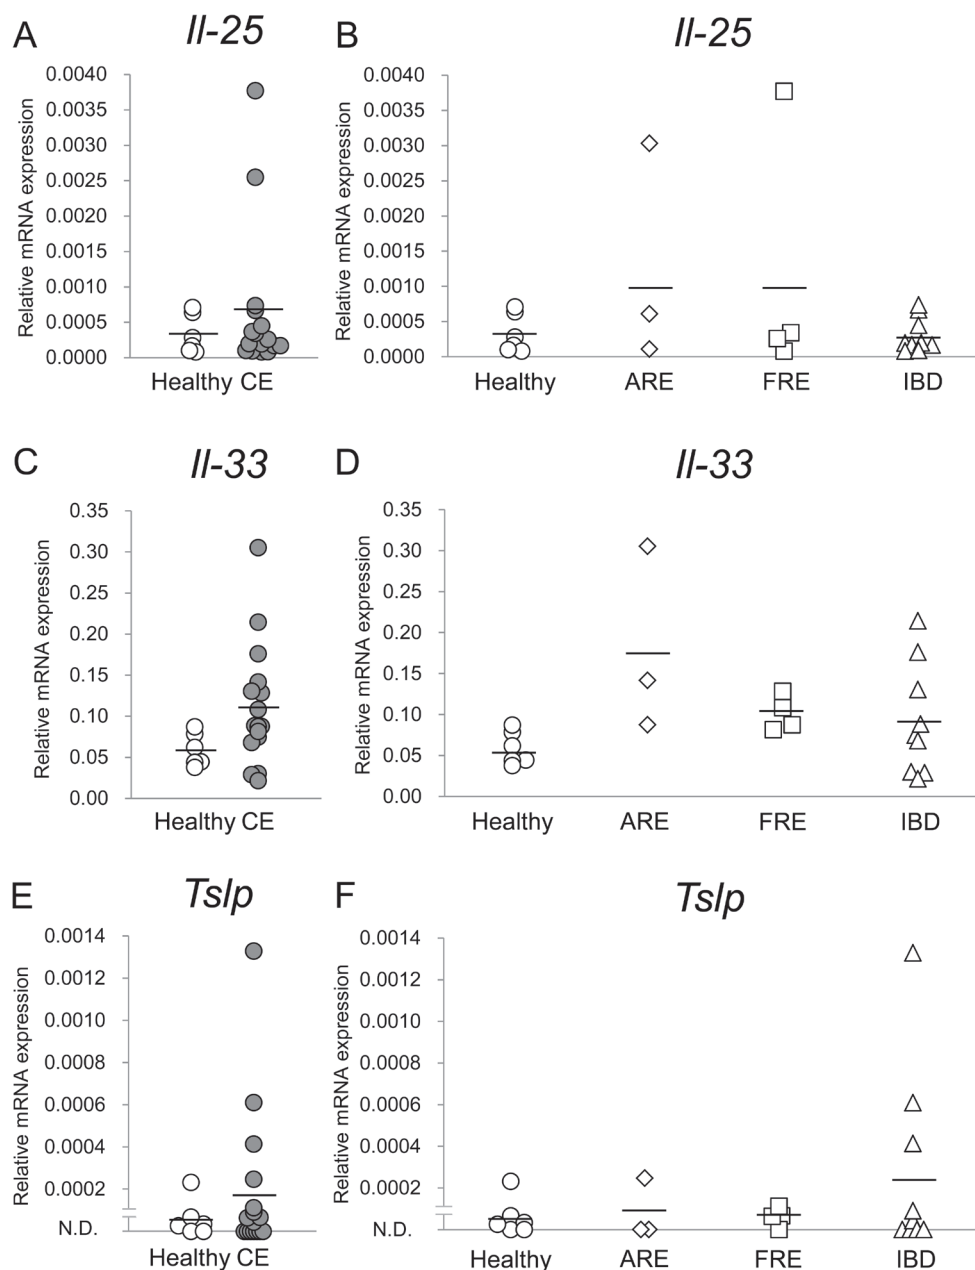 A
Il-25
Relative mRNA expression
0.0040
0.0035
0.0030
0.0025
0.0020
0.0015
0.0010
0.0005
0.0000
Healthy CE
B
Il-25
Relative mRNA expression
0.0040
0.0035
0.0030
0.0025
0.0020
0.0015
0.0010
0.0005
0.0000
Healthy ARE FRE IBD
C
Il-33
Relative mRNA expression
0.35
0.30
0.25
0.20
0.15
0.10
0.05
0.00
Healthy CE
D
Il-33
Relative mRNA expression
0.35
0.30
0.25
0.20
0.15
0.10
0.05
0.00
Healthy ARE FRE IBD
E
Tslp
Relative mRNA expression
0.0014
0.0012
0.0010
0.0008
0.0006
0.0004
0.0002
N.D.
Healthy CE
F
Tslp
Relative mRNA expression
0.0014
0.0012
0.0010
0.0008
0.0006
0.0004
0.0002
N.D.
Healthy ARE FRE IBD